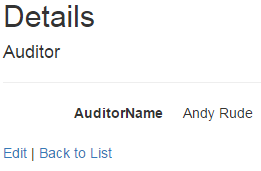 Details
Auditor
AuditorName Andy Rude
Edit | Back to List